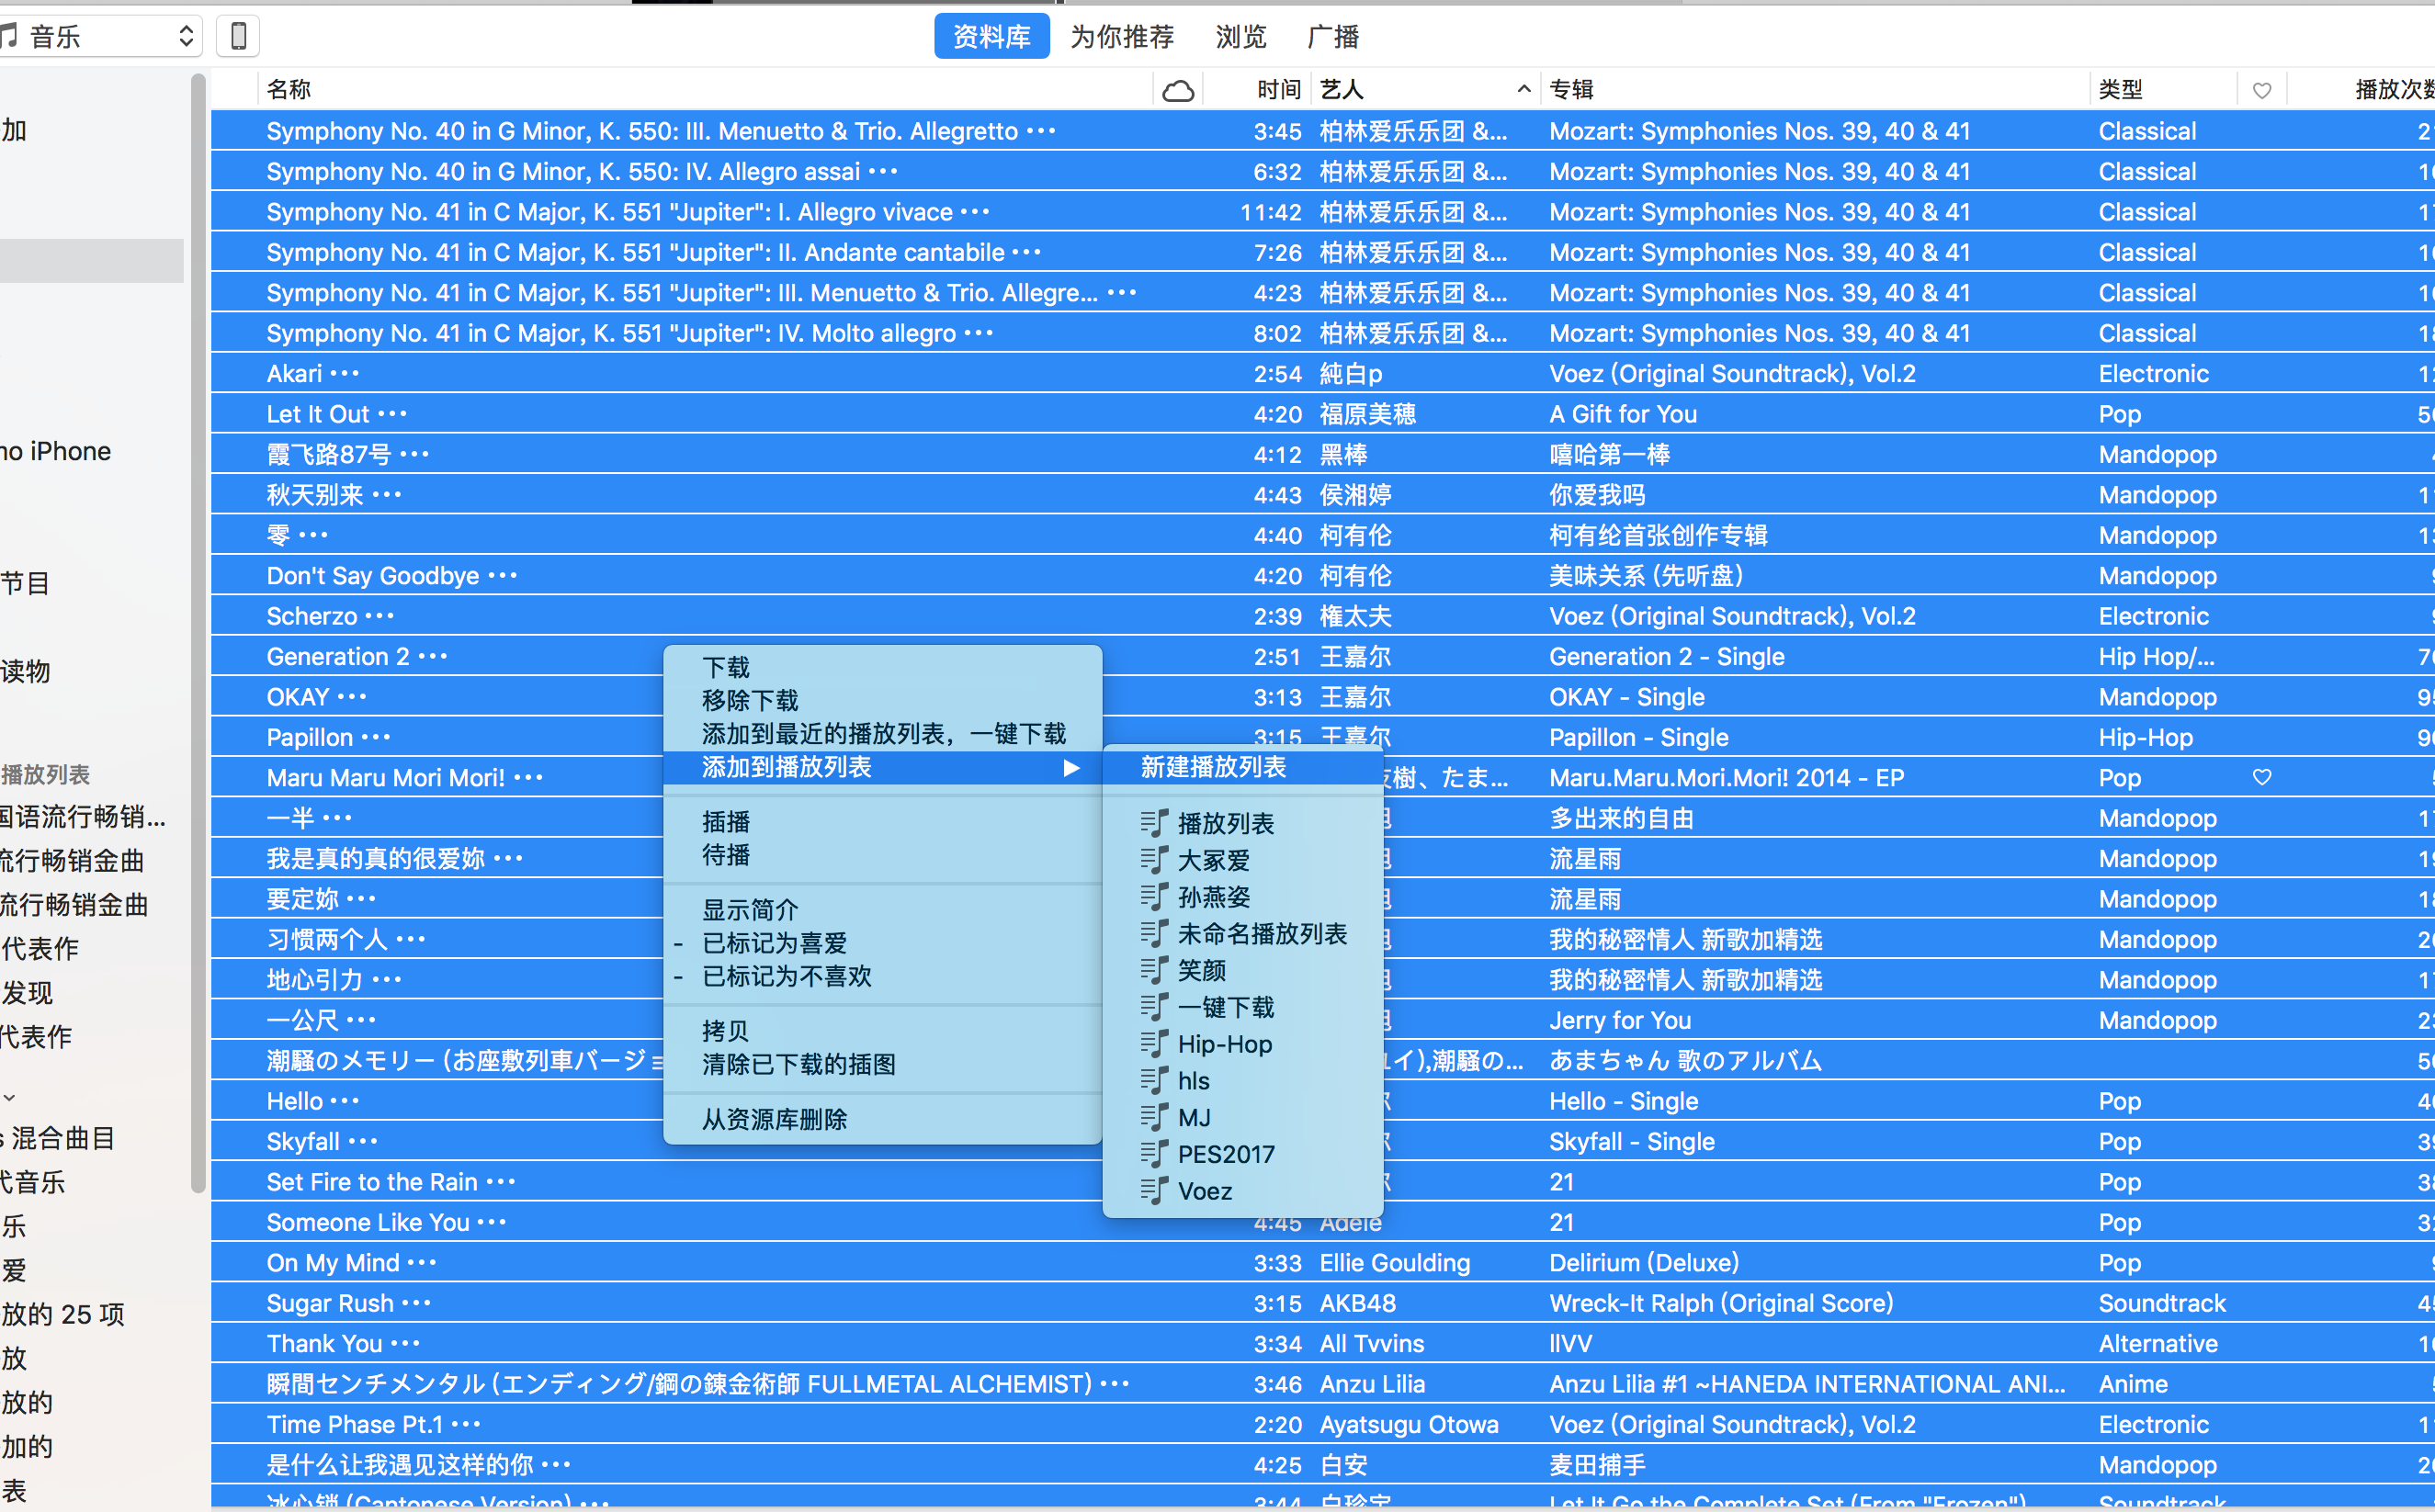 音乐
资料库 为你推荐 浏览 广播
名称 时间 艺人 专辑 类型 播放次数
加
no iPhone
节目
读物
播放列表
国语流行畅销...
流行畅销金曲
流行畅销金曲
代表作
发现
代表作
s 混合曲目
代音乐
乐
爱
放的 25 项
放
放的
加的
表
Symphony No. 40 in G Minor, K. 550: III. Menuetto & Trio. Allegretto ••• 3:45 柏林爱乐乐团 &... Mozart: Symphonies Nos. 39, 40 & 41 Classical
Symphony No. 40 in G Minor, K. 550: IV. Allegro assai ••• 6:32 柏林爱乐乐团 &... Mozart: Symphonies Nos. 39, 40 & 41 Classical
Symphony No. 41 in C Major, K. 551 "Jupiter": I. Allegro vivace ••• 11:42 柏林爱乐乐团 &... Mozart: Symphonies Nos. 39, 40 & 41 Classical
Symphony No. 41 in C Major, K. 551 "Jupiter": II. Andante cantabile ••• 7:26 柏林爱乐乐团 &... Mozart: Symphonies Nos. 39, 40 & 41 Classical
Symphony No. 41 in C Major, K. 551 "Jupiter": III. Menuetto & Trio. Allegre... ••• 4:23 柏林爱乐乐团 &... Mozart: Symphonies Nos. 39, 40 & 41 Classical
Symphony No. 41 in C Major, K. 551 "Jupiter": IV. Molto allegro ••• 8:02 柏林爱乐乐团 &... Mozart: Symphonies Nos. 39, 40 & 41 Classical
Akari ••• 2:54 純白p Voez (Original Soundtrack), Vol.2 Electronic
Let It Out ••• 4:20 福原美穂 A Gift for You Pop
霞飞路87号 ••• 4:12 黑棒 嘻哈第一棒 Mandopop
秋天别来 ••• 4:43 侯湘婷 你爱我吗 Mandopop
零 ••• 4:40 柯有伦 柯有纶首张创作专辑 Mandopop
Don't Say Goodbye ••• 4:20 柯有伦 美味关系 (先听盘) Mandopop
Scherzo ••• 2:39 権太夫 Voez (Original Soundtrack), Vol.2 Electronic
Generation 2 ••• 2:51 王嘉尔 Generation 2 - Single Hip Hop/...
OKAY ••• 3:13 王嘉尔 OKAY - Single Mandopop
Papillon ••• 3:15 王嘉尔 Papillon - Single Hip-Hop
Maru Maru Mori Mori! ••• 樹、たま... Maru.Maru.Mori.Mori! 2014 - EP Pop
一半 ••• 多出来的自由 Mandopop
我是真的真的很爱妳 ••• 流星雨 Mandopop
要定妳 ••• 流星雨 Mandopop
习惯两个人 ••• 我的秘密情人 新歌加精选 Mandopop
地心引力 ••• 我的秘密情人 新歌加精选 Mandopop
一公尺 ••• Jerry for You Mandopop
潮騒のメモリー (お座敷列車バージョ イ),潮騒の... あまちゃん 歌のアルバム
Hello ••• Hello - Single Pop
Skyfall ••• Skyfall - Single Pop
Set Fire to the Rain ••• 21 Pop
Someone Like You ••• 4:45 Adele 21 Pop
On My Mind ••• 3:33 Ellie Goulding Delirium (Deluxe) Pop
Sugar Rush ••• 3:15 AKB48 Wreck-It Ralph (Original Score) Soundtrack
Thank You ••• 3:34 All Tvvins llVV Alternative
瞬間センチメンタル (エンディング/鋼の錬金術師 FULLMETAL ALCHEMIST) ••• 3:46 Anzu Lilia Anzu Lilia #1 ~HANEDA INTERNATIONAL ANI... Anime
Time Phase Pt.1 ••• 2:20 Ayatsugu Otowa Voez (Original Soundtrack), Vol.2 Electronic
是什么让我遇见这样的你 ••• 4:25 白安 麦田捕手 Mandopop
冰心锁 (Cantonese Version) ••• 3:44 白珍宝 Let It Go the Complete Set (From "Frozen") Soundtrack
下载
移除下载
添加到最近的播放列表，一键下载
添加到播放列表
插播
待播
显示简介
- 已标记为喜爱
- 已标记为不喜欢
拷贝
清除已下载的插图
从资源库删除
新建播放列表
播放列表
大冢爱
孙燕姿
未命名播放列表
笑颜
一键下载
Hip-Hop
hls
MJ
PES2017
Voez